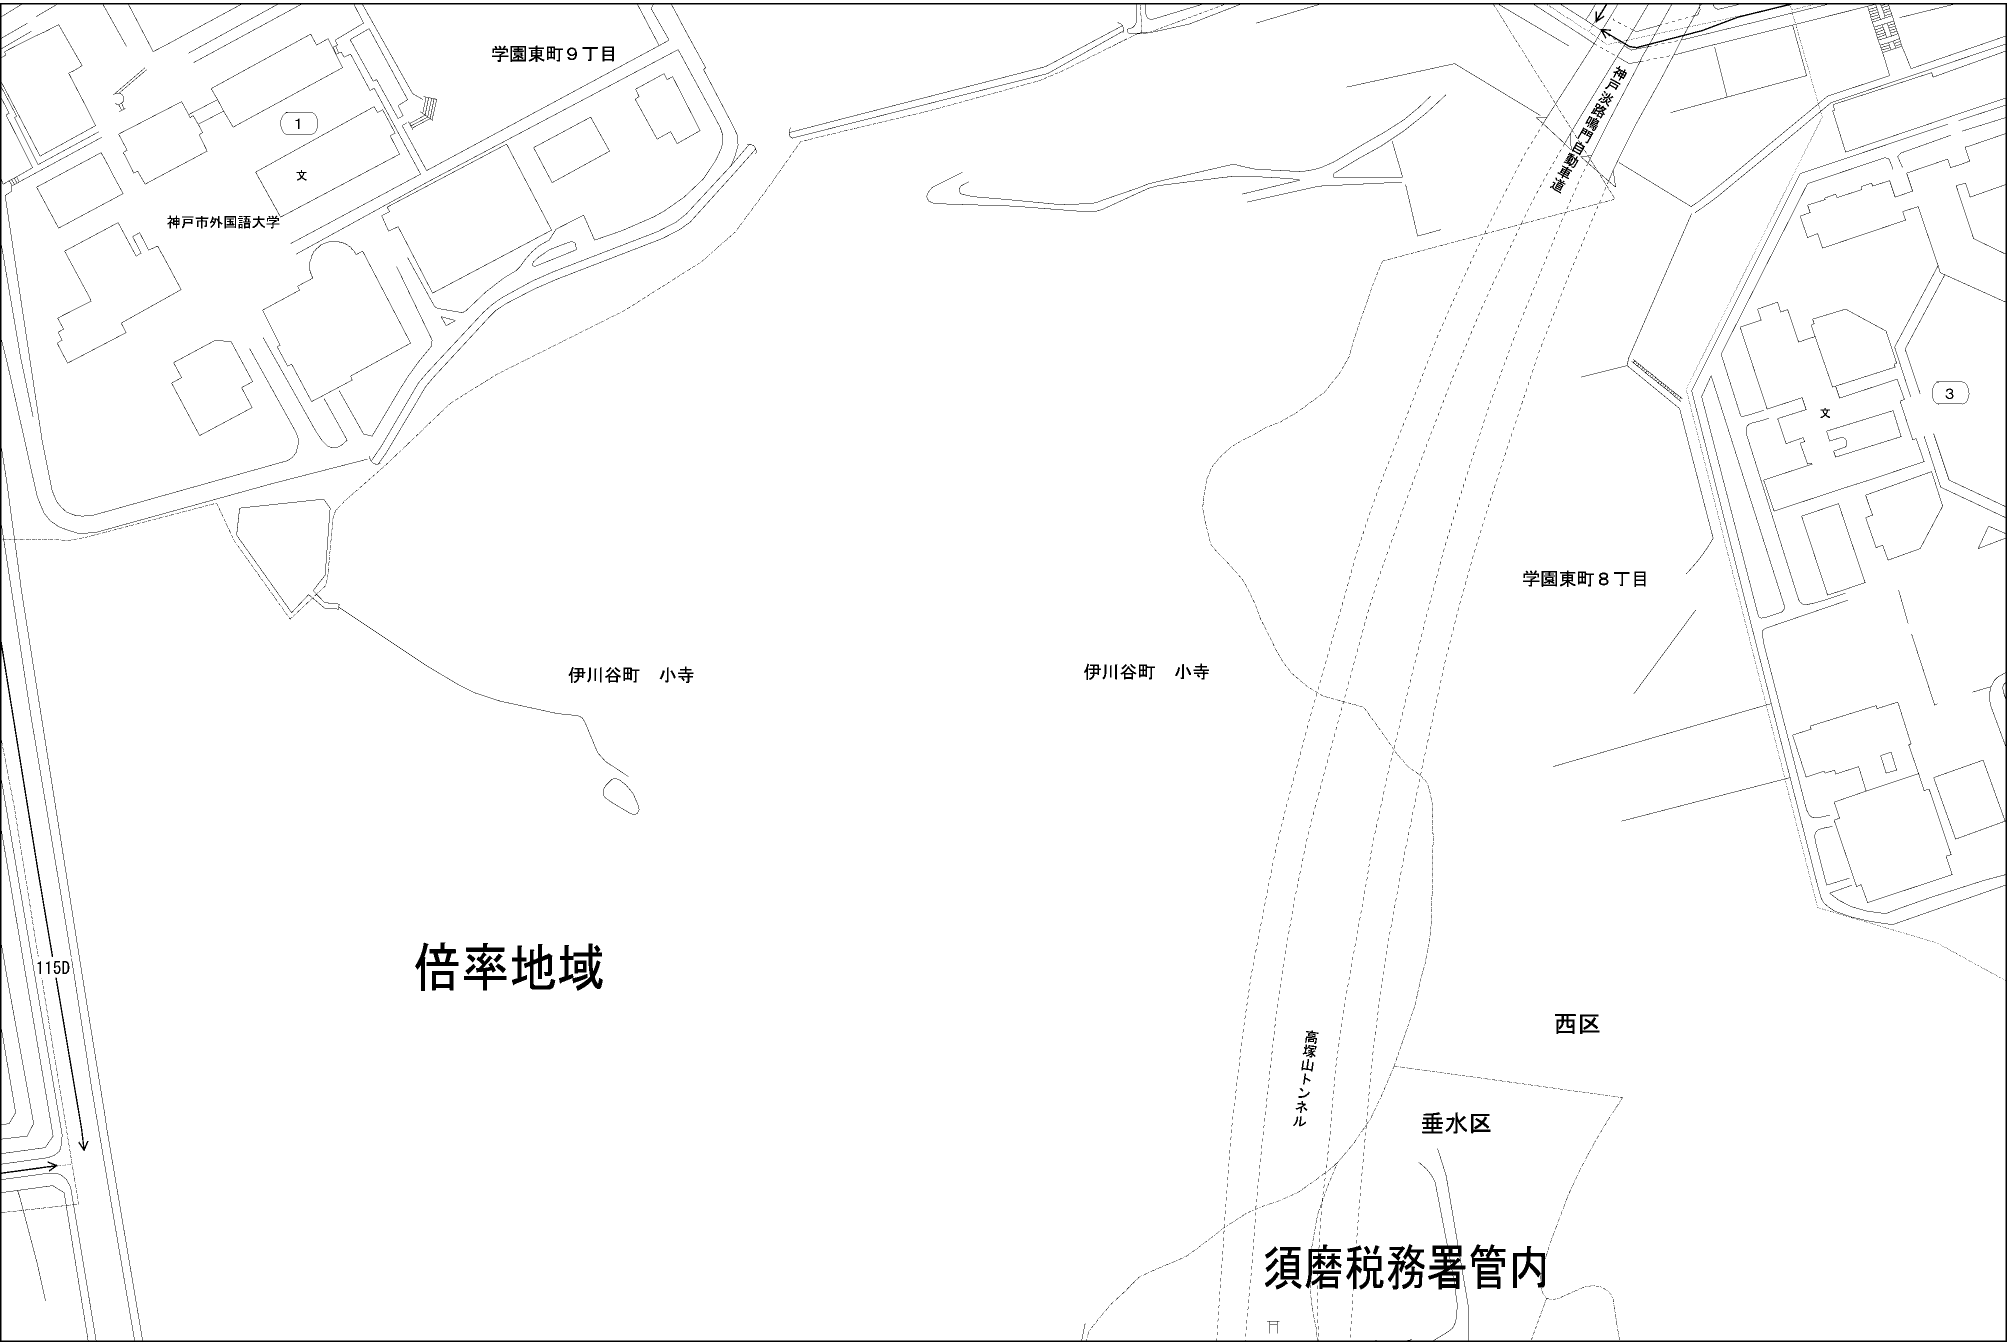 学園東町９丁目
神戸淡路鳴門自動車道
1
文
神戸市外国語大学
3
文
学園東町８丁目
伊川谷町　小寺
伊川谷町　小寺
倍率地域
115D
西区
高塚山トンネル
垂水区
須磨税務署管内